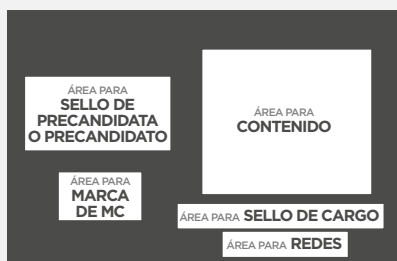 ÁREA PARA
SELLO DE
PRECANDIDATA
O PRECANDIDATO
ÁREA PARA
MARCA
DE MC
ÁREA PARA
CONTENIDO
ÁREA PARA SELLO DE CARGO
ÁREA PARA REDES